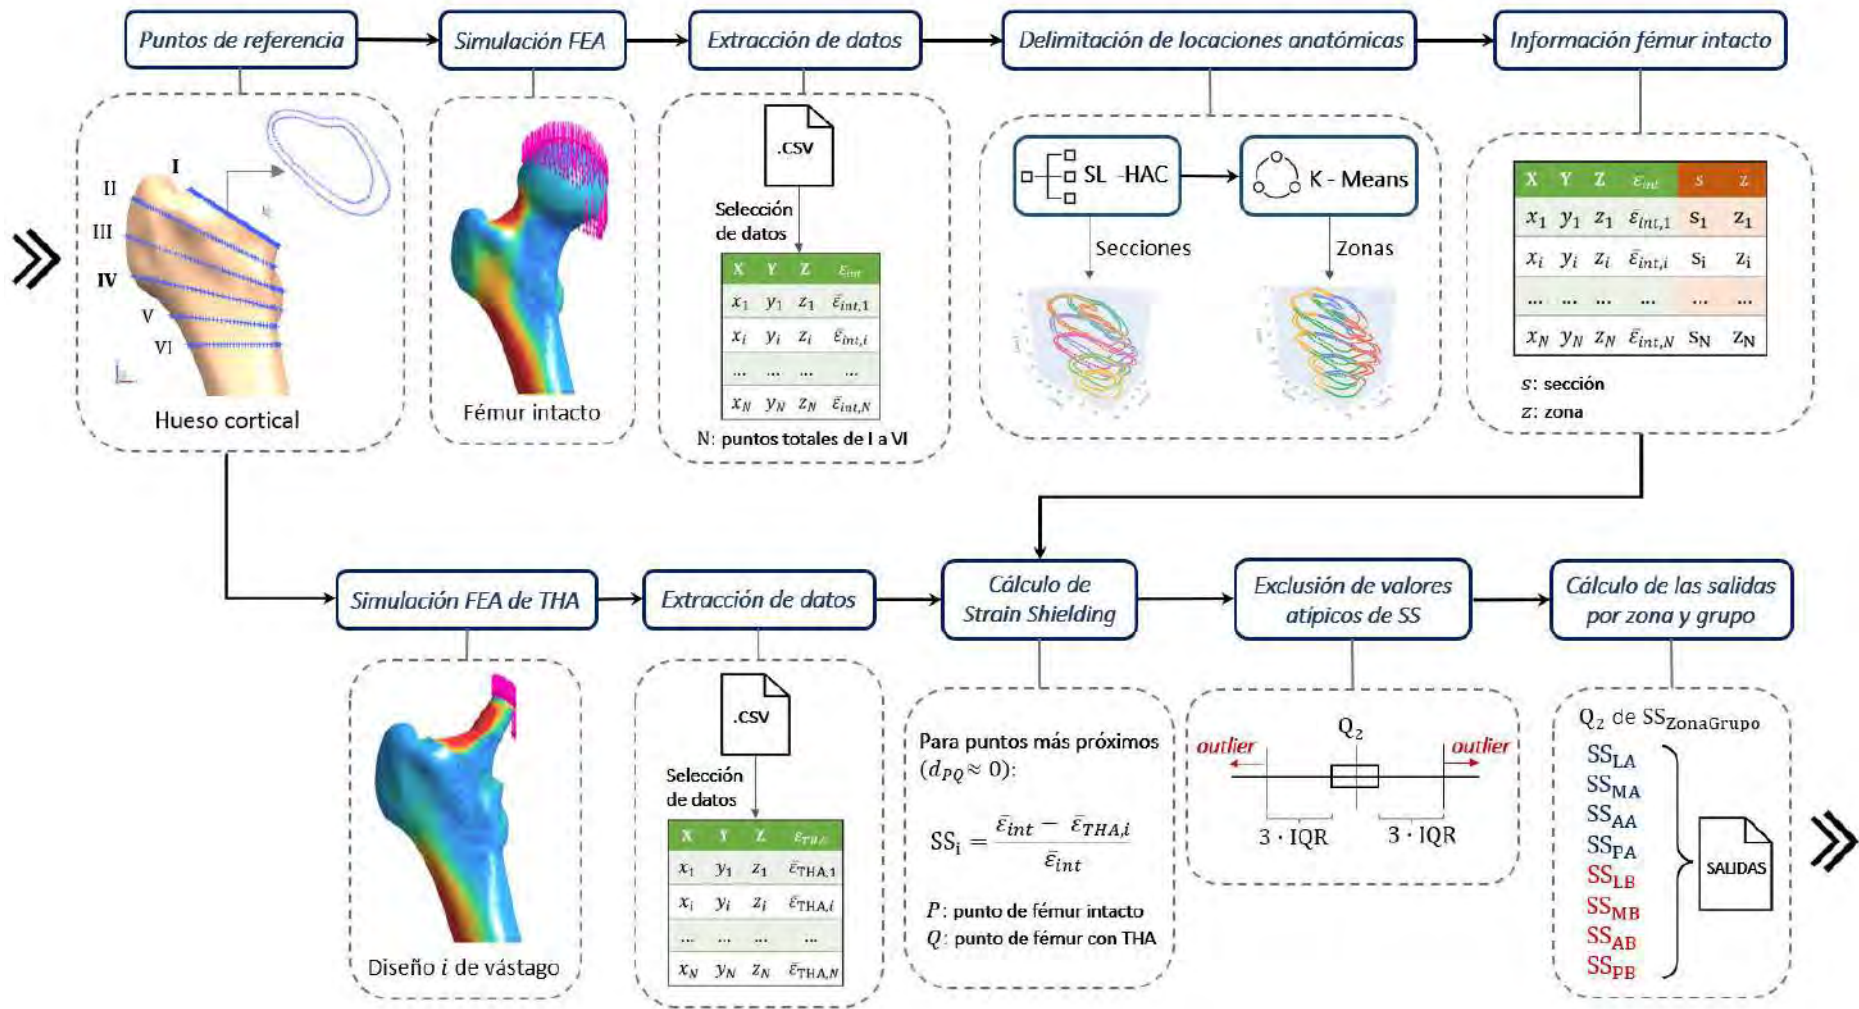 Puntos de referencia
Simulación FEA
Extracción de datos
Delimitación de locaciones anatómicas
Información fémur intacto
I
II
III
IV
V
VI
Hueso cortical
Fémur intacto
.CSV
Selección
de datos
X Y Z ε̄int
x1 y1 z1 ε̄int,1
xi yi zi ε̄int,i
... ... ... ...
xN yN zN ε̄int,N
N: puntos totales de I a VI
SL -HAC
K - Means
Secciones
Zonas
X Y Z ε̄int s z
x1 y1 z1 ε̄int,1 s1 z1
xi yi zi ε̄int,i si zi
... ... ... ... ... ...
xN yN zN ε̄int,N sN zN
s: sección
z: zona
Simulación FEA de THA
Extracción de datos
Cálculo de
Strain Shielding
Exclusión de valores
atípicos de SS
Cálculo de las salidas
por zona y grupo
Diseño i de vástago
.CSV
Selección
de datos
X Y Z ε̄THA
x1 y1 z1 ε̄THA,1
xi yi zi ε̄THA,i
... ... ... ...
xN yN zN ε̄THA,N
Para puntos más próximos
(dPQ ≈ 0):
SSi = (ε̄int − ε̄THA,i) / ε̄int
P: punto de fémur intacto
Q: punto de fémur con THA
Q2
outlier
outlier
3 · IQR
3 · IQR
Q2 de SSZonaGrupo
SSLA
SSMA
SSAA
SSPA
SSLB
SSMB
SSAB
SSPB
SALIDAS